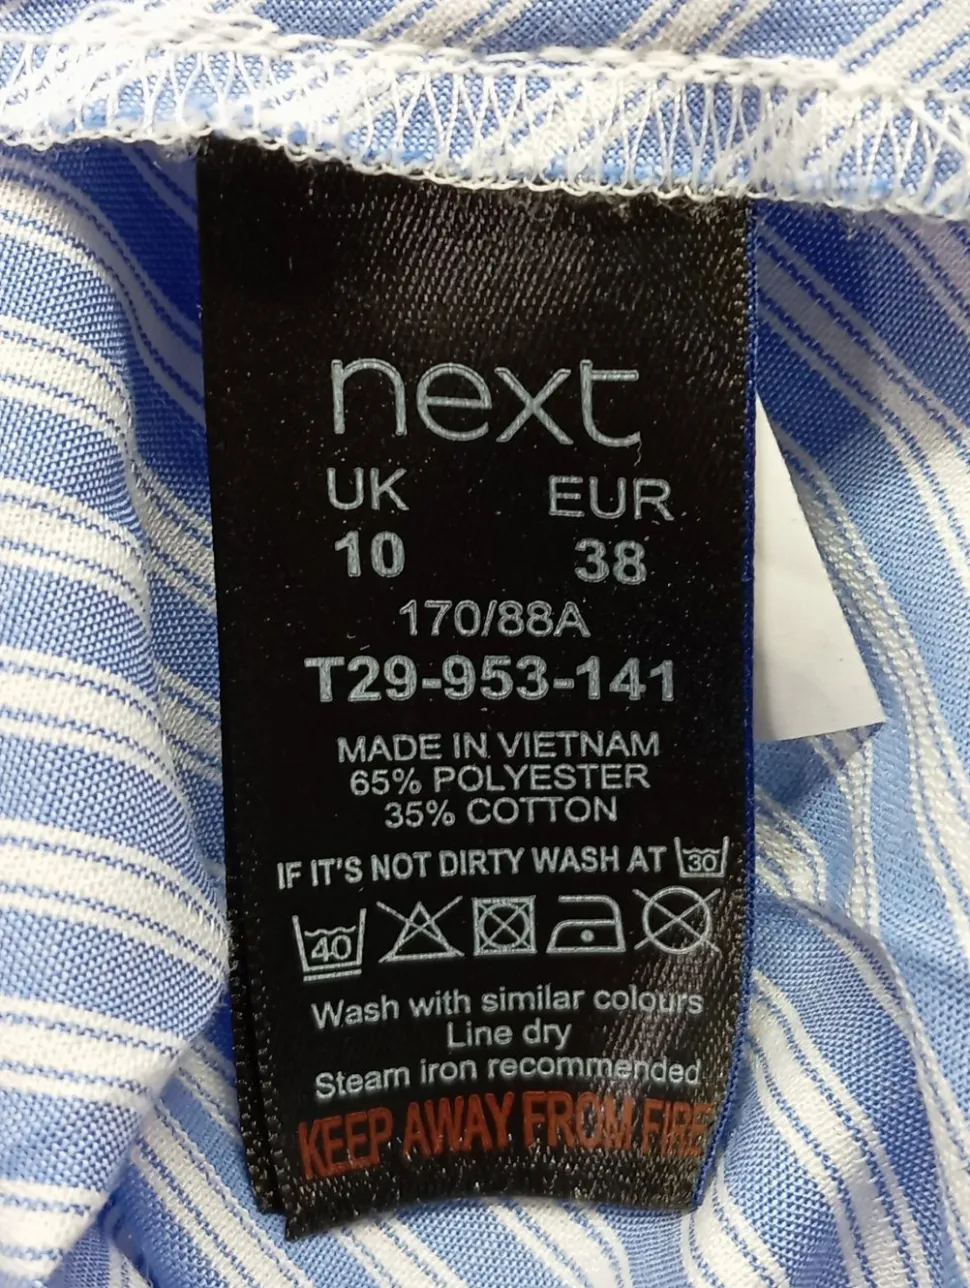 next
UK EUR
10 38
170/88A
T29-953-141
MADE IN VIETNAM
65% POLYESTER
35% COTTON
IF IT'S NOT DIRTY WASH AT 30
40
Wash with similar colours
Line dry
Steam iron recommended
KEEP AWAY FROM FIRE